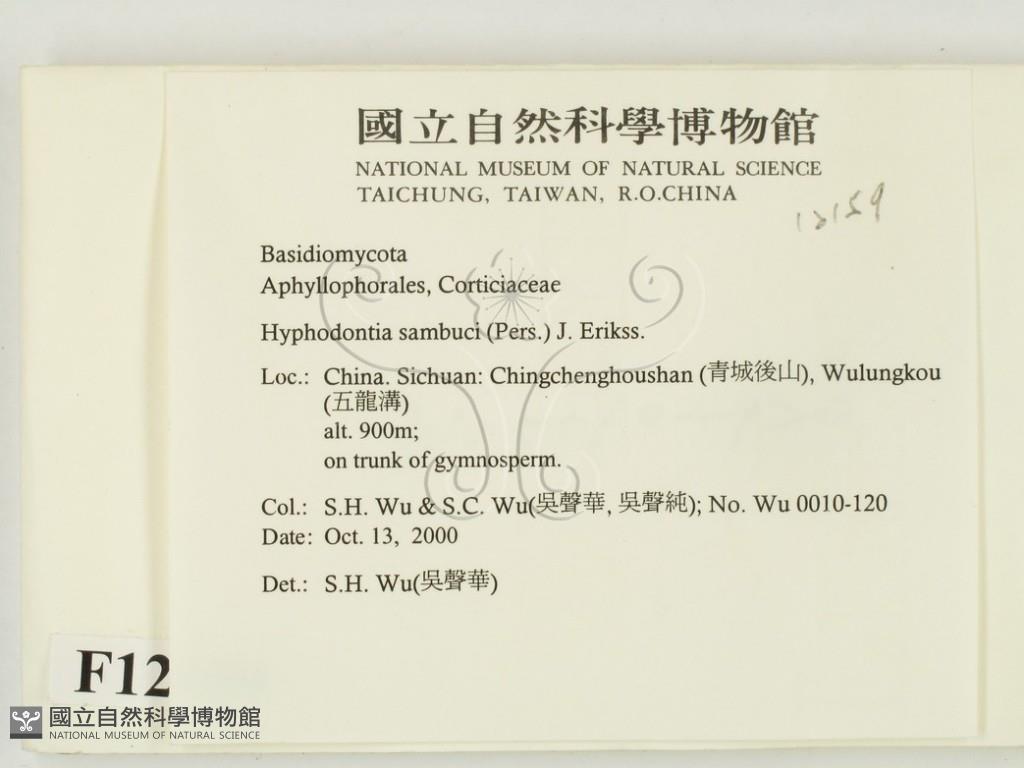 國立自然科學博物館
NATIONAL MUSEUM OF NATURAL SCIENCE
TAICHUNG, TAIWAN, R.O.CHINA
Basidiomycota
Aphyllophorales, Corticiaceae
Hyphodontia sambuci (Pers.) J. Erikss.
Loc.: China. Sichuan: Chingchenghoushan (青城後山), Wulungkou
(五龍溝)
alt. 900m;
on trunk of gymnosperm.
Col.: S.H. Wu & S.C. Wu(吳聲華, 吳聲純); No. Wu 0010-120
Date: Oct. 13, 2000
Det.: S.H. Wu(吳聲華)
F12
國立自然科學博物館
NATIONAL MUSEUM OF NATURAL SCIENCE